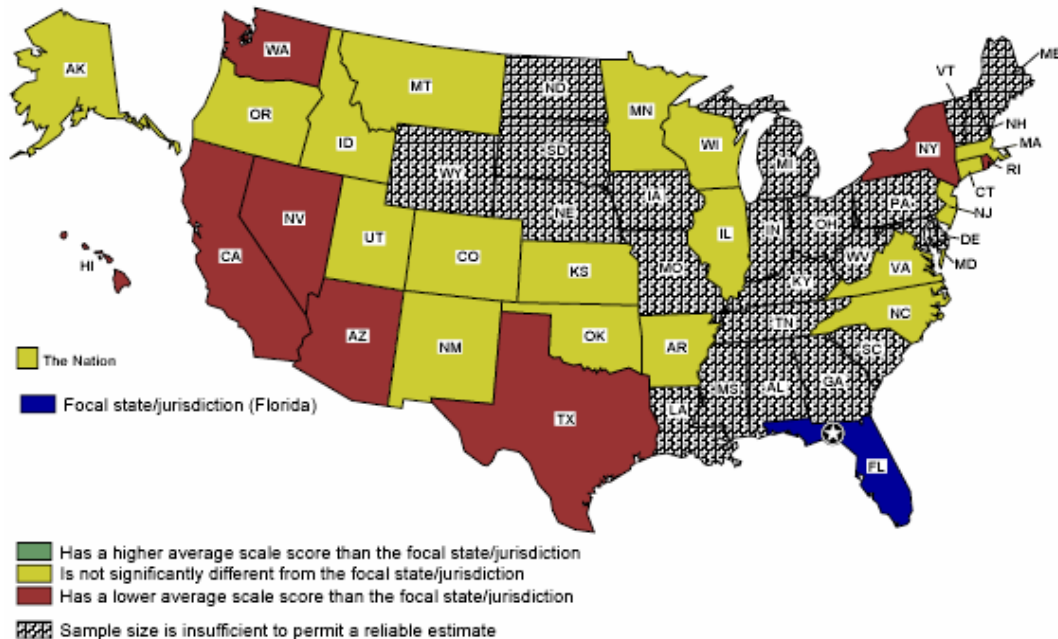 WA
ME
VT
AK
MT
ND
MN
OR
NH
ID
WI
MA
SD
NY
WY
MI
RI
IA
CT
PA
NE
NJ
NV
OH
IL
IN
UT
DE
CA
CO
WV
HI
MD
KS
MO
VA
KY
NC
TN
AZ
OK
NM
AR
SC
The Nation
MS
AL
GA
LA
Focal state/jurisdiction (Florida)
TX
FL
Has a higher average scale score than the focal state/jurisdiction
Is not significantly different from the focal state/jurisdiction
Has a lower average scale score than the focal state/jurisdiction
Sample size is insufficient to permit a reliable estimate